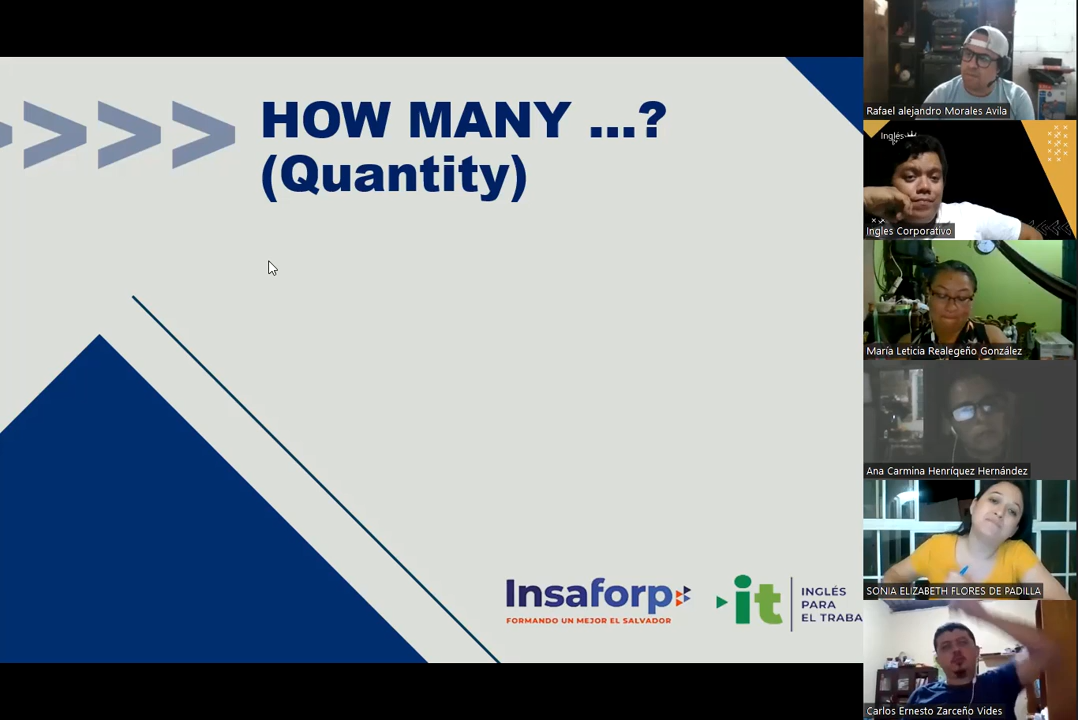 HOW MANY ...?
(Quantity)
Insaforp
FORMANDO UN MEJOR EL SALVADOR
it
INGLÉS
PARA
EL TRABA
Rafael alejandro Morales Avila
Inglés
Ingles Corporativo
María Leticia Realegeño González
Ana Carmina Henríquez Hernández
SONIA ELIZABETH FLORES DE PADILLA
Carlos Ernesto Zarceño Vides